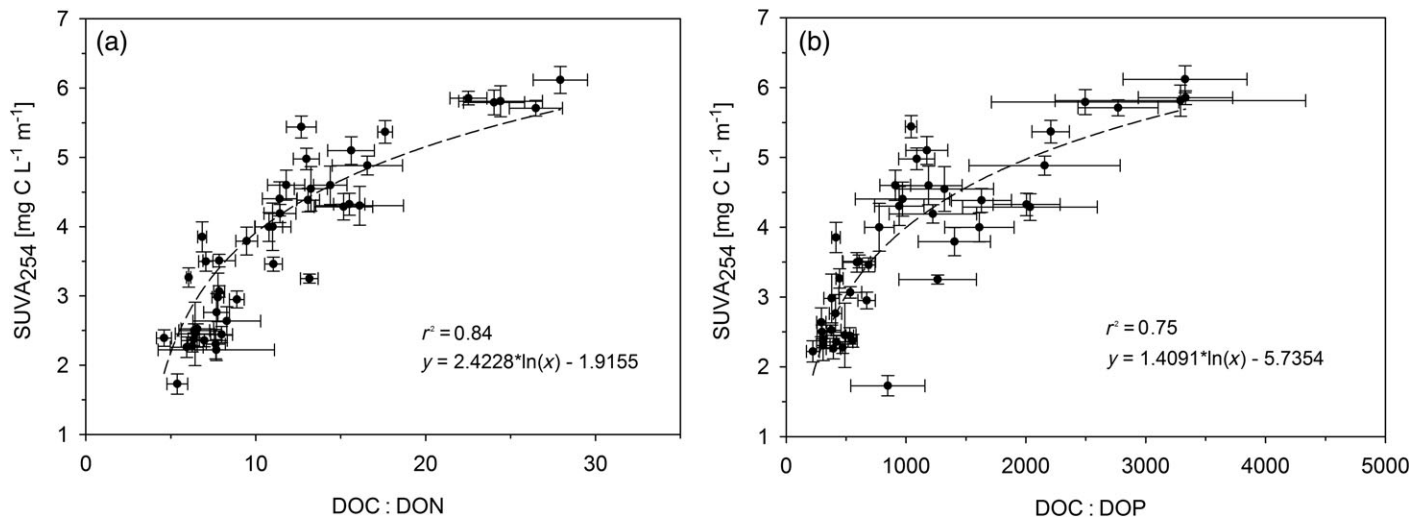 (a)
7
6
5
4
3
2
1
SUVA254 [mg C L-1 m-1]
r2 = 0.84
y = 2.4228*ln(x) − 1.9155
0 10 20 30
DOC : DON
(b)
7
6
5
4
3
2
1
SUVA254 [mg C L-1 m-1]
r2 = 0.75
y = 1.4091*ln(x) − 5.7354
0 1000 2000 3000 4000 5000
DOC : DOP